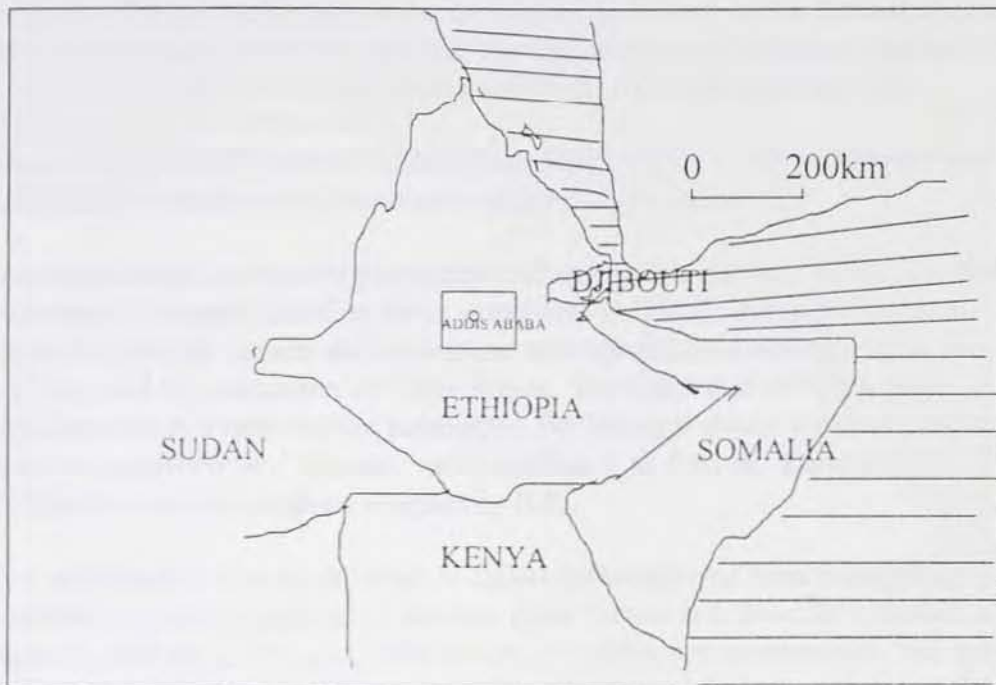 0 200km
DJIBOUTI
ADDIS ABABA
ETHIOPIA
SUDAN
SOMALIA
KENYA